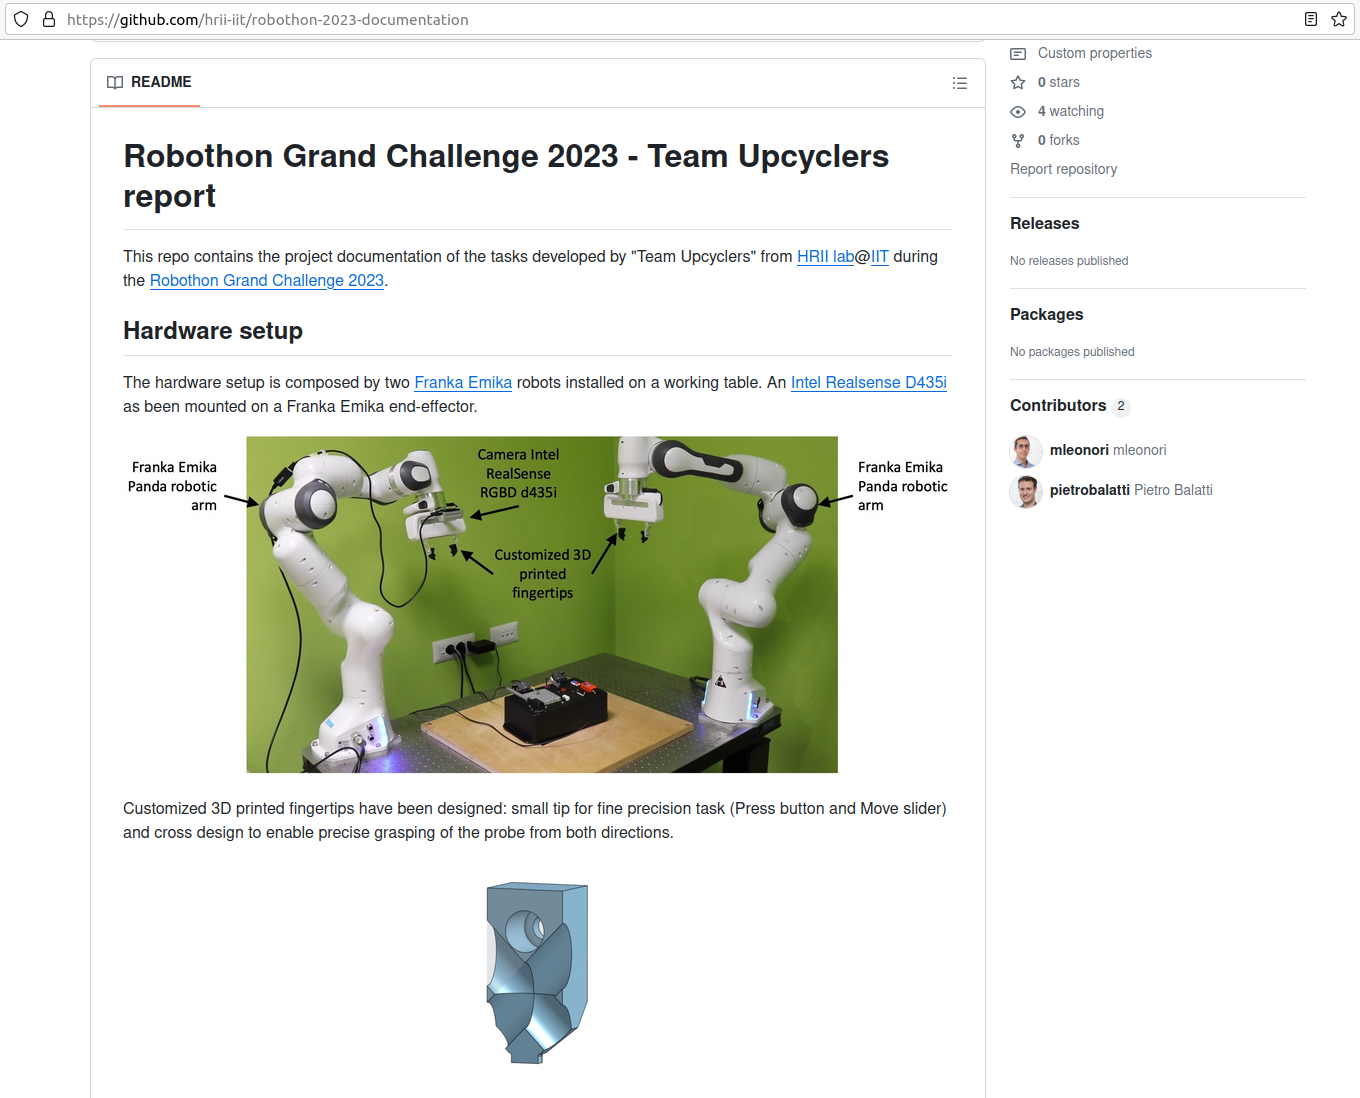 https://github.com/hrii-iit/robothon-2023-documentation
README
Robothon Grand Challenge 2023 - Team Upcyclers
report
This repo contains the project documentation of the tasks developed by "Team Upcyclers" from HRII lab@IIT during
the Robothon Grand Challenge 2023.
Hardware setup
The hardware setup is composed by two Franka Emika robots installed on a working table. An Intel Realsense D435i
as been mounted on a Franka Emika end-effector.
Franka Emika
Panda robotic
arm
Camera Intel
RealSense
RGBD d435i
Customized 3D
printed
fingertips
Franka Emika
Panda robotic
arm
Customized 3D printed fingertips have been designed: small tip for fine precision task (Press button and Move slider)
and cross design to enable precise grasping of the probe from both directions.
Custom properties
0 stars
4 watching
0 forks
Report repository
Releases
No releases published
Packages
No packages published
Contributors 2
mleonori mleonori
pietrobalatti Pietro Balatti